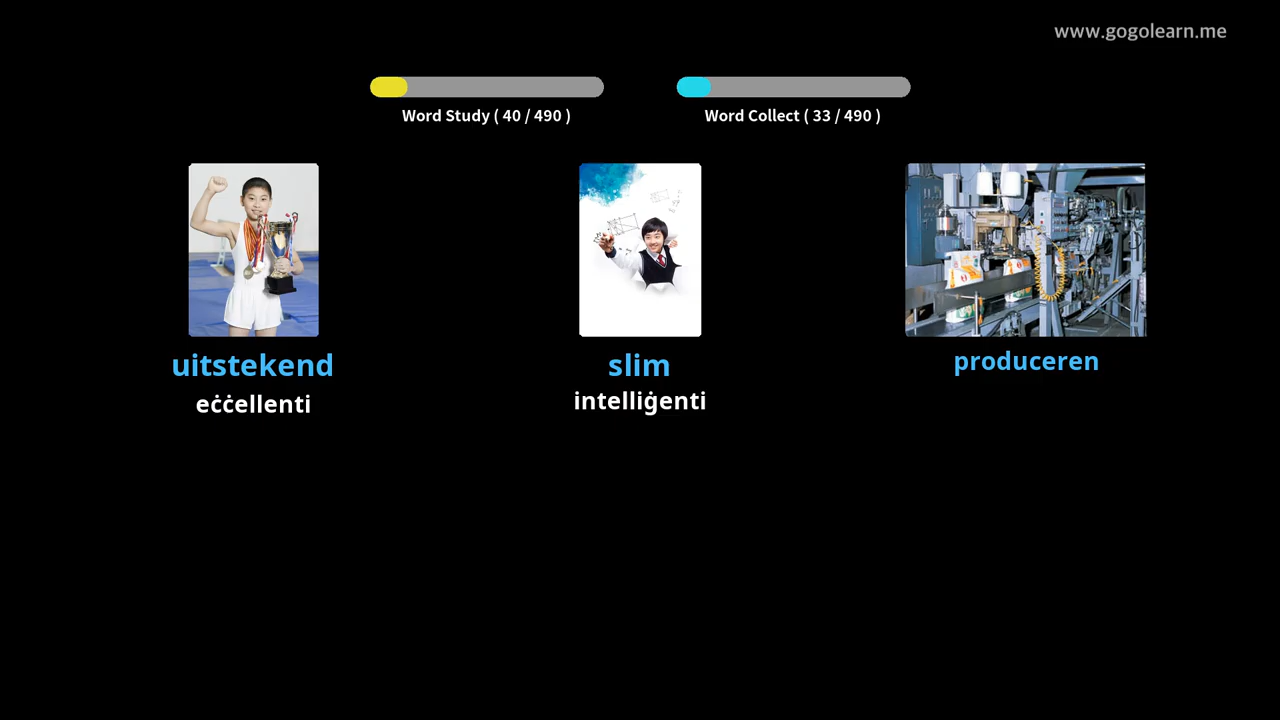 www.gogolearn.me
Word Study ( 40 / 490 )
Word Collect ( 33 / 490 )
uitstekend
eċċellenti
slim
intelliġenti
produceren